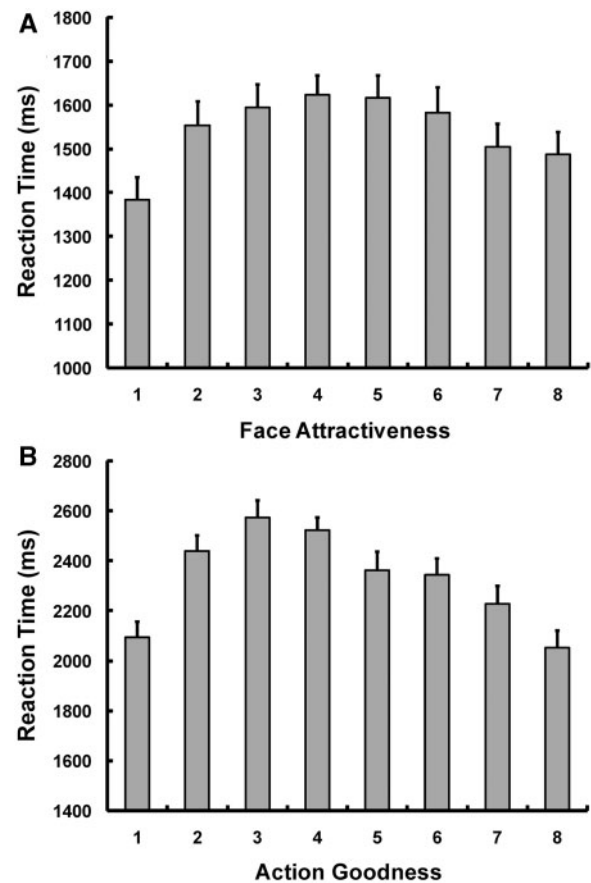 A
1800
1700
1600
1500
1400
1300
1200
1100
1000
Reaction Time (ms)
1 2 3 4 5 6 7 8
Face Attractiveness
B
2800
2600
2400
2200
2000
1800
1600
1400
Reaction Time (ms)
1 2 3 4 5 6 7 8
Action Goodness